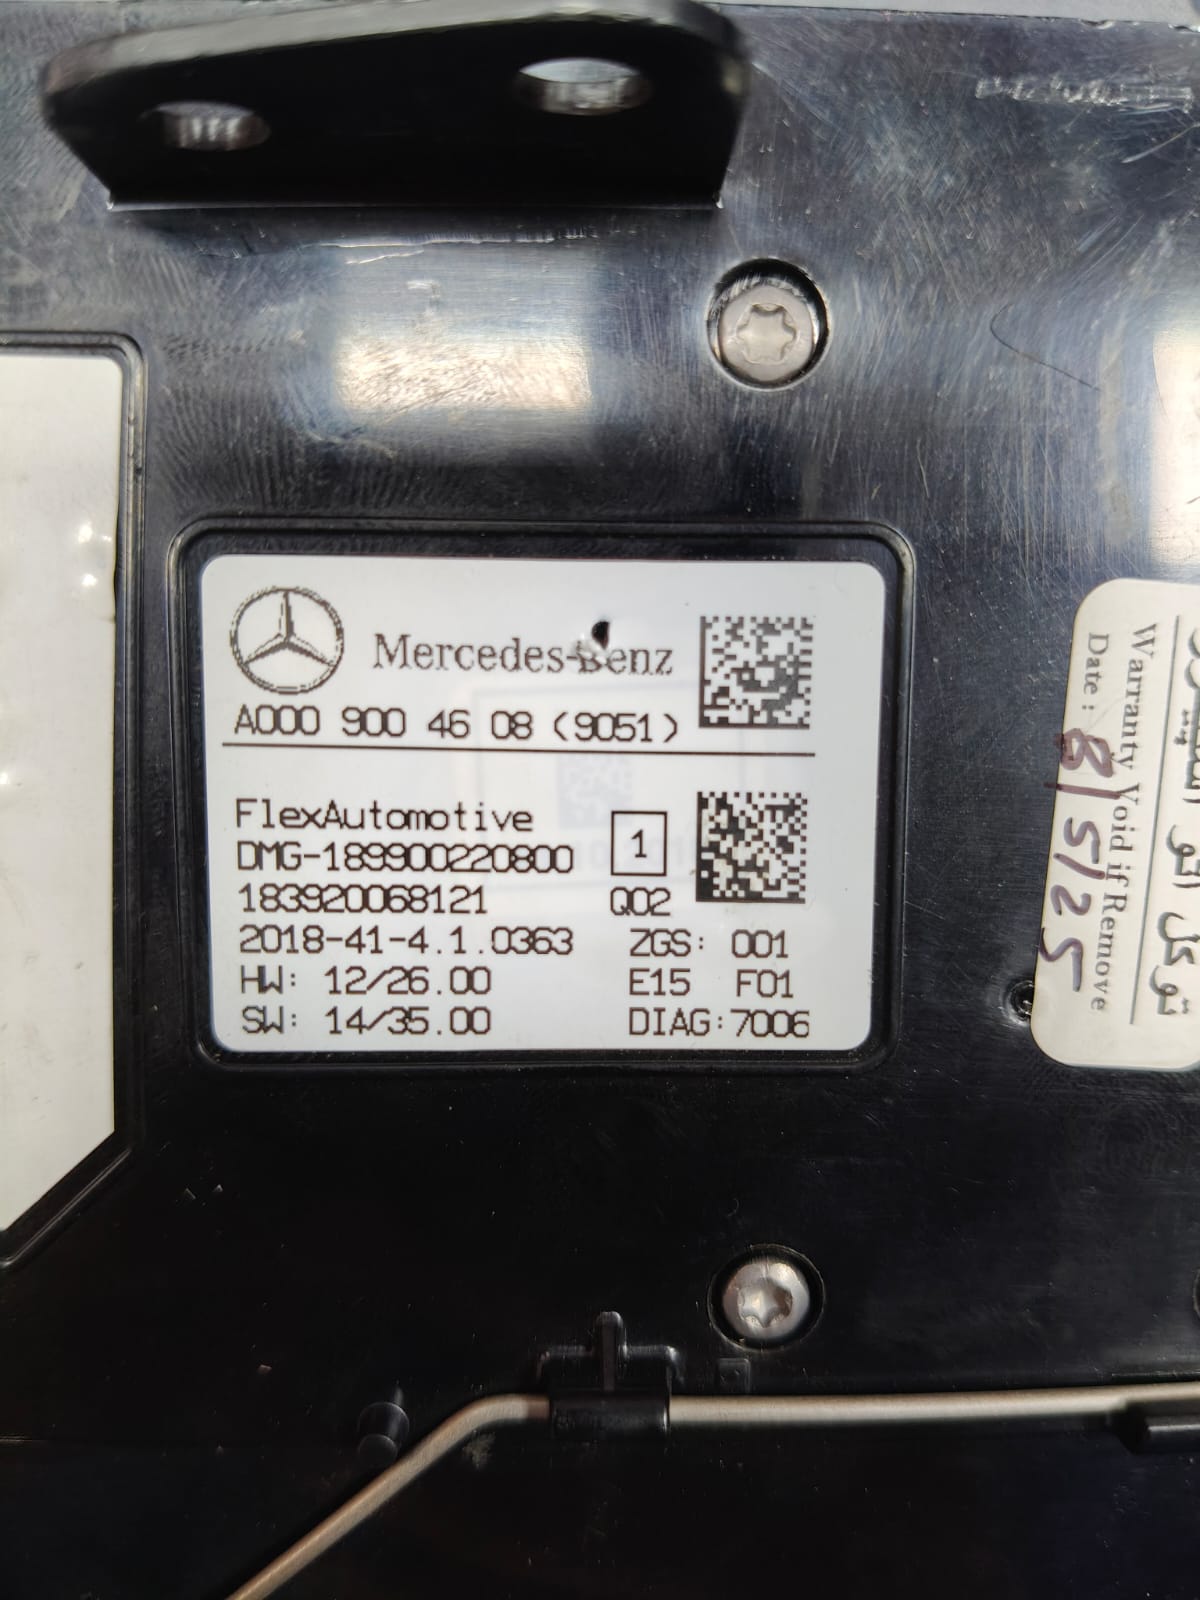 Mercedes-Benz
A000 900 46 08 (9051)
FlexAutomotive
DMG-189900220800
1
183920068121
Q02
2018-41-4.1.0363
ZGS: 001
HW: 12/26.00
E15 F01
SW: 14/35.00
DIAG:7006
Warranty Void if Remove
Date: 8/5/25